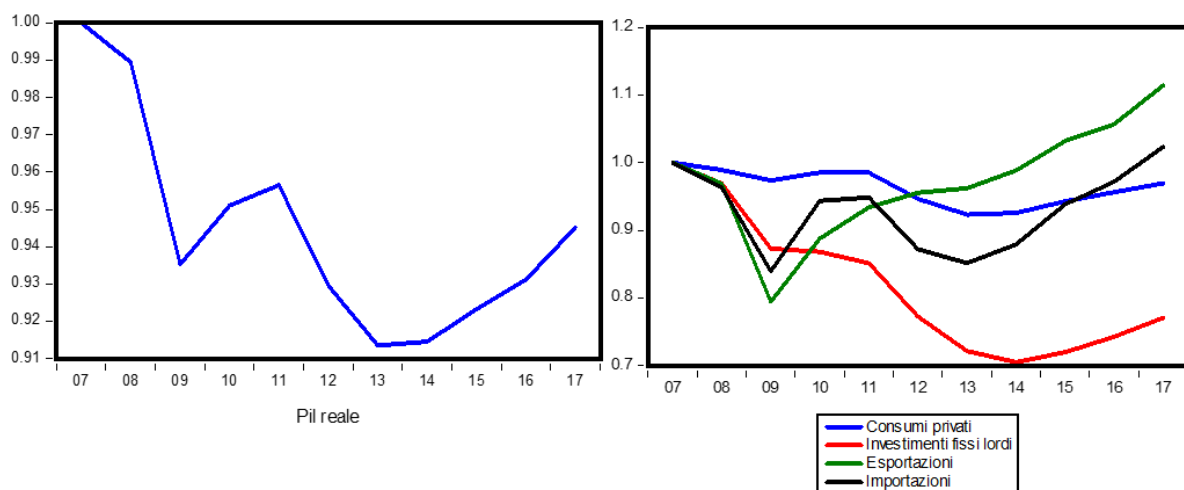 1.00
0.99
0.98
0.97
0.96
0.95
0.94
0.93
0.92
0.91
07 08 09 10 11 12 13 14 15 16 17
Pil reale
1.2
1.1
1.0
0.9
0.8
0.7
07 08 09 10 11 12 13 14 15 16 17
Consumi privati
Investimenti fissi lordi
Esportazioni
Importazioni